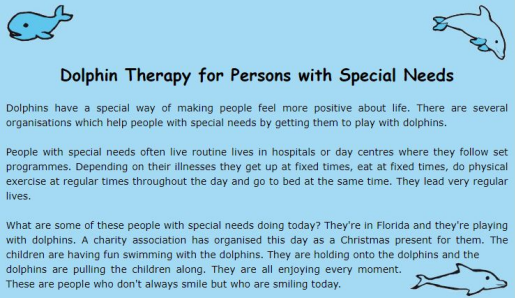 Dolphin Therapy for Persons with Special Needs
Dolphins have a special way of making people feel more positive about life. There are several
organisations which help people with special needs by getting them to play with dolphins.
People with special needs often live routine lives in hospitals or day centres where they follow set
programmes. Depending on their illnesses they get up at fixed times, eat at fixed times, do physical
exercise at regular times throughout the day and go to bed at the same time. They lead very regular
lives.
What are some of these people with special needs doing today? They're in Florida and they're playing
with dolphins. A charity association has organised this day as a Christmas present for them. The
children are having fun swimming with the dolphins. They are holding onto the dolphins and the
dolphins are pulling the children along. They are all enjoying every moment.
These are people who don't always smile but who are smiling today.